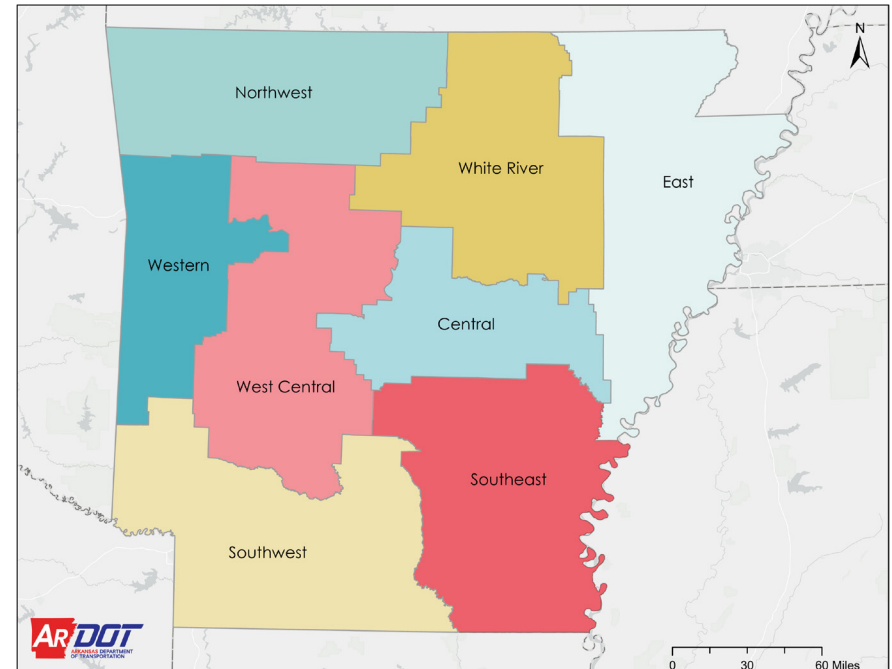 N
Northwest
White River
East
Western
Central
West Central
Southeast
Southwest
ARDOT
ARKANSAS DEPARTMENT
OF TRANSPORTATION
0 30 60 Miles